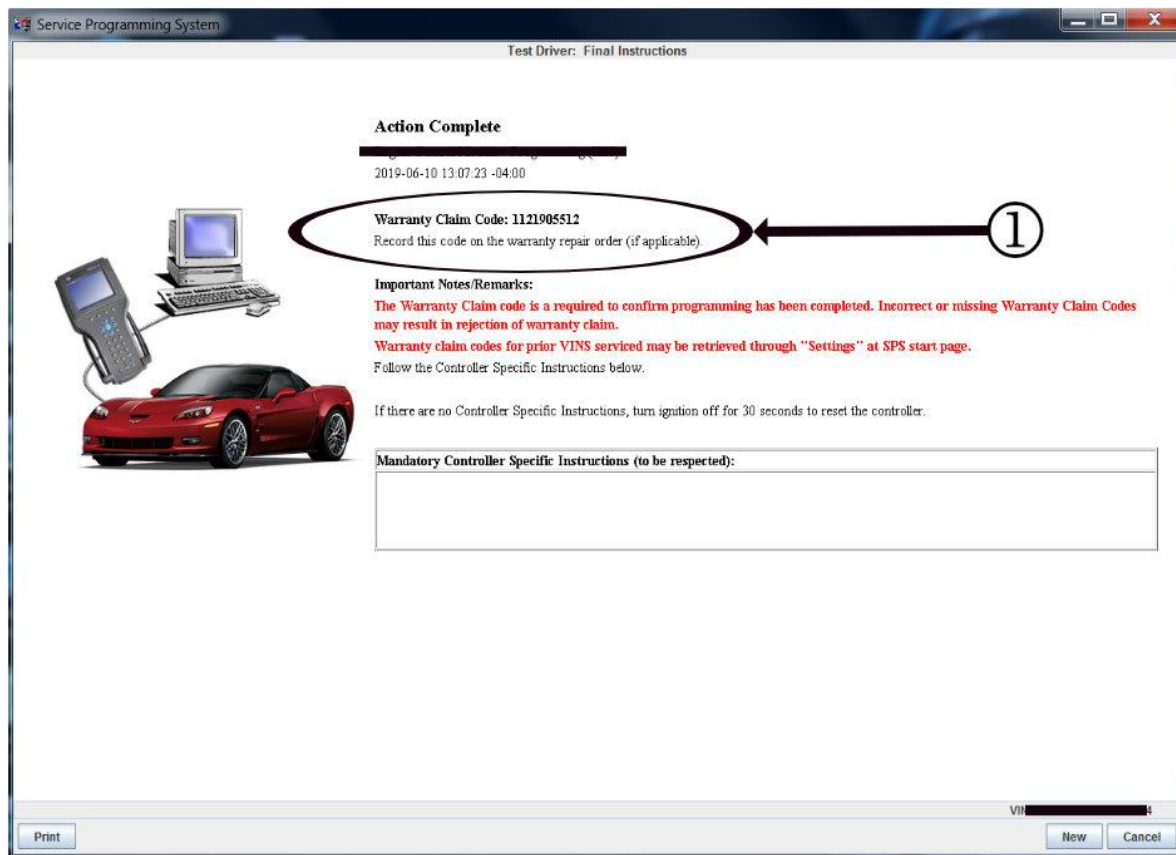 Service Programming System
Test Driver: Final Instructions
Action Complete
2019-06-10 13:07:23 -04:00
Warranty Claim Code: 1121905512
Record this code on the warranty repair order (if applicable).
1
Important Notes/Remarks:
The Warranty Claim code is a required to confirm programming has been completed. Incorrect or missing Warranty Claim Codes
may result in rejection of warranty claim.
Warranty claim codes for prior VINS serviced may be retrieved through "Settings" at SPS start page.
Follow the Controller Specific Instructions below.
If there are no Controller Specific Instructions, turn ignition off for 30 seconds to reset the controller.
Mandatory Controller Specific Instructions (to be respected):
4
Print
New
Cancel